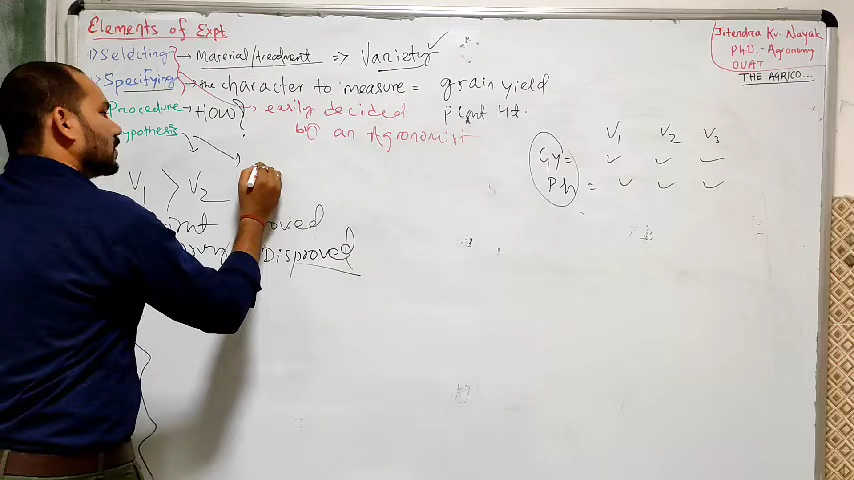 Elements of Expt
1) Selecting → Material/treatment => Variety ✓
Specifying → the character to measure = grain yield
Procedure → How? → easily decided plant Ht.
by an Agronomist
Hypothesis
V1 > V2
proved
Disproved
V1 V2 V3
GY = ✓ ✓ ✓
Ph = ✓ ✓ ✓
Jitendra Kr. Nayak
Ph.D. - Agronomy
OUAT
THE AGRICO...